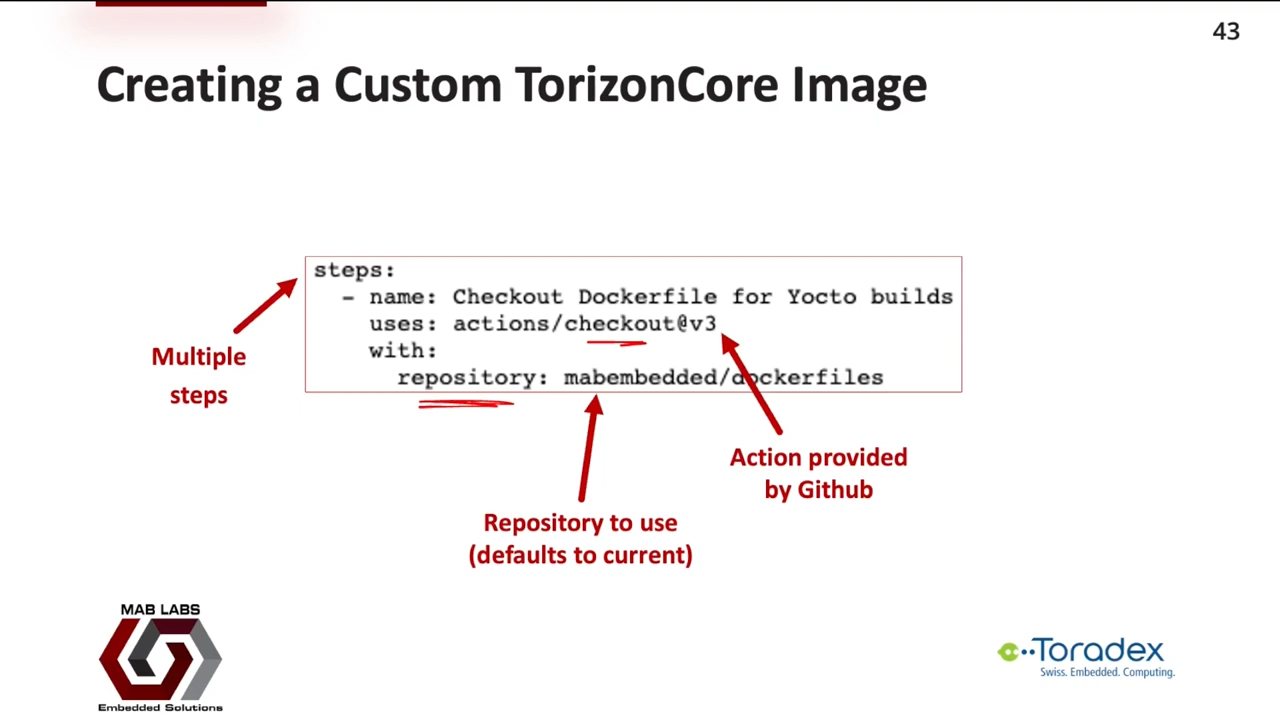 43
Creating a Custom TorizonCore Image
steps:
- name: Checkout Dockerfile for Yocto builds
uses: actions/checkout@v3
with:
repository: mabembedded/dockerfiles
Multiple
steps
Action provided
by Github
Repository to use
(defaults to current)
MAB LABS
Embedded Solutions
Toradex
Swiss. Embedded. Computing.